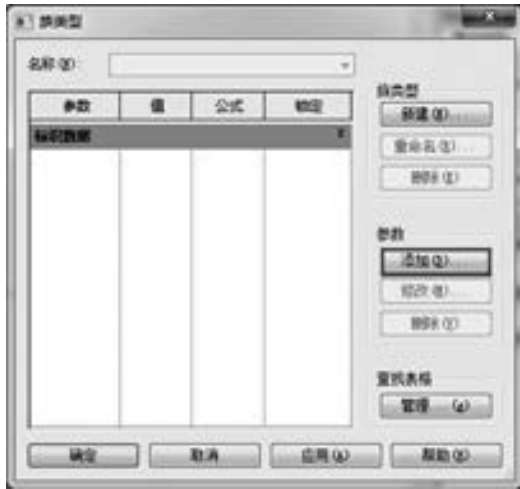 族类型
名称(N):
参数 值 公式 锁定
标识数据
族类型
新建(N)...
重命名(R)...
删除(E)
参数
添加(D)...
修改(M)...
删除(V)
查找表格
管理 (G)
确定 取消 应用(A) 帮助(H)